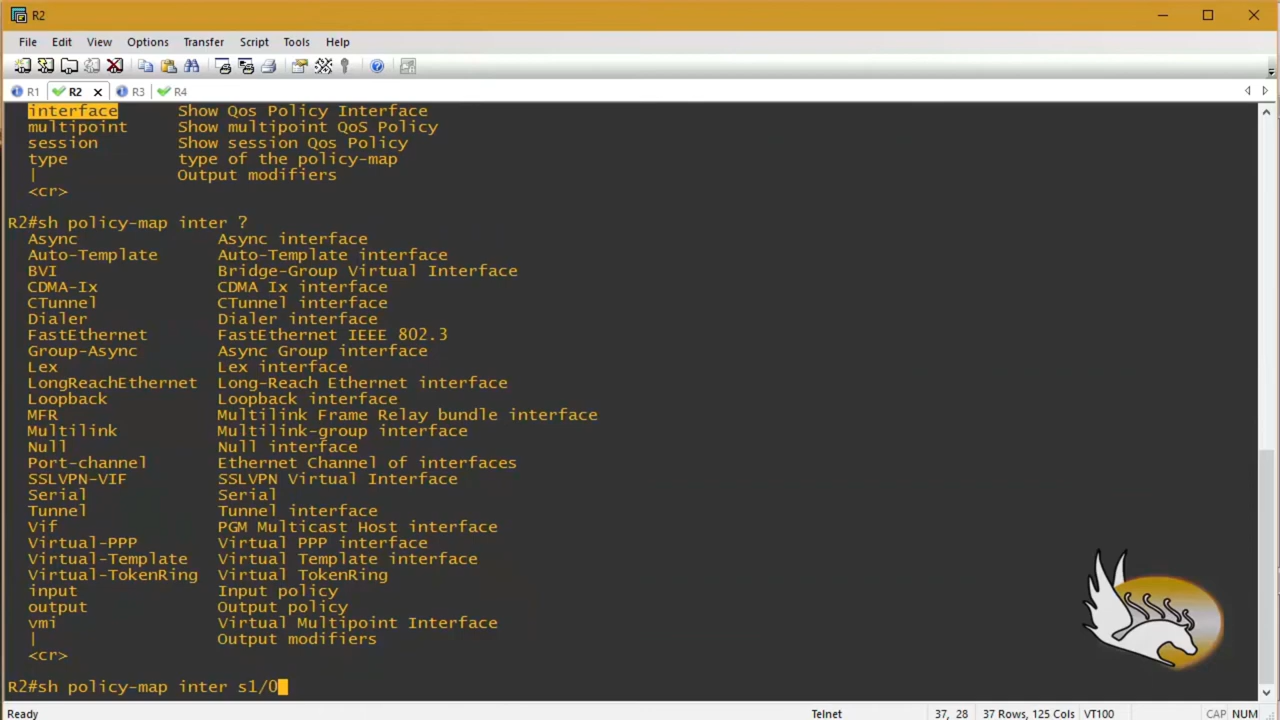 R2
File Edit View Options Transfer Script Tools Help
R1 R2 R3 R4
interface Show Qos Policy Interface
multipoint Show multipoint QoS Policy
session Show session Qos Policy
type type of the policy-map
| Output modifiers
<cr>
R2#sh policy-map inter ?
Async Async interface
Auto-Template Auto-Template interface
BVI Bridge-Group Virtual Interface
CDMA-Ix CDMA Ix interface
CTunnel CTunnel interface
Dialer Dialer interface
FastEthernet FastEthernet IEEE 802.3
Group-Async Async Group interface
Lex Lex interface
LongReachEthernet Long-Reach Ethernet interface
Loopback Loopback interface
MFR Multilink Frame Relay bundle interface
Multilink Multilink-group interface
Null Null interface
Port-channel Ethernet Channel of interfaces
SSLVPN-VIF SSLVPN Virtual Interface
Serial Serial
Tunnel Tunnel interface
Vif PGM Multicast Host interface
Virtual-PPP Virtual PPP interface
Virtual-Template Virtual Template interface
Virtual-TokenRing Virtual TokenRing
input Input policy
output Output policy
vmi Virtual Multipoint Interface
| Output modifiers
<cr>
R2#sh policy-map inter s1/0
Ready Telnet 37, 28 37 Rows, 125 Cols VT100 CAP NUM